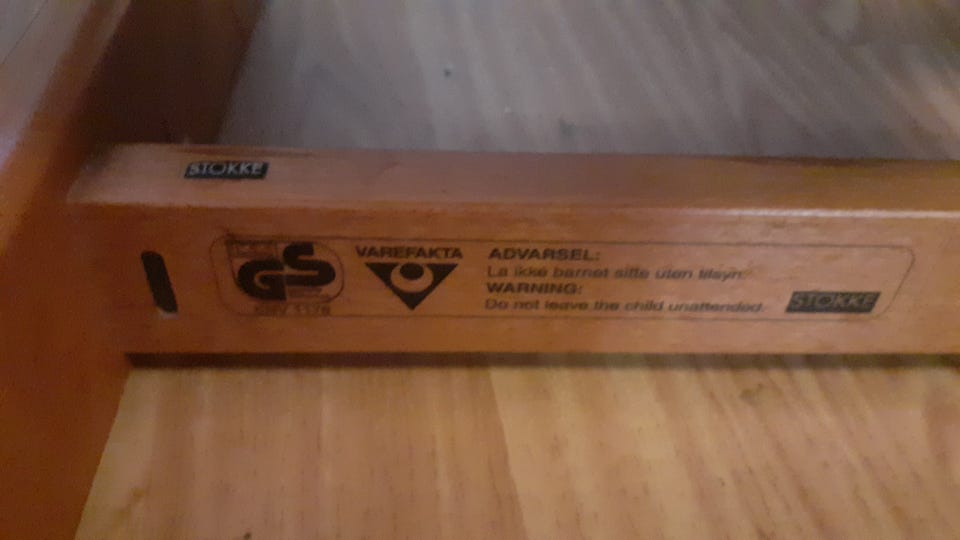 STOKKE
GS
VAREFAKTA
ADVARSEL:
La ikke barnet sitte uten tilsyn.
WARNING:
Do not leave the child unattended.
STOKKE